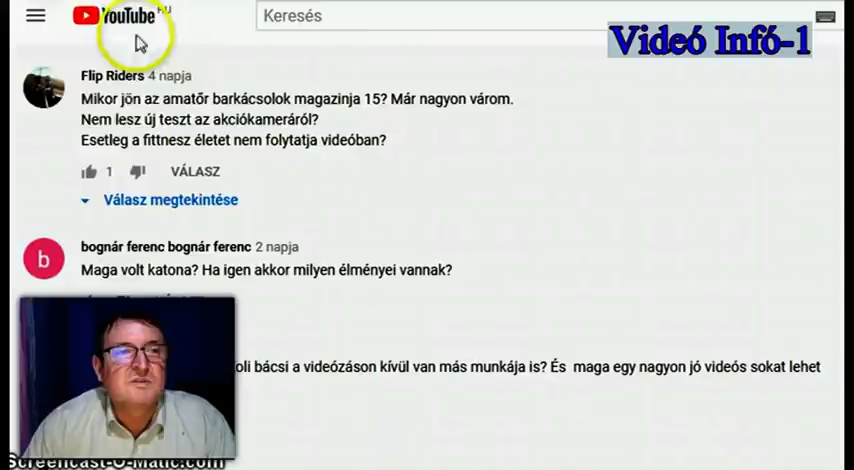 YouTube HU
Keresés
Videó Infó-1
Flip Riders 4 napja
Mikor jön az amatőr barkácsolok magazinja 15? Már nagyon várom.
Nem lesz új teszt az akciókameráról?
Esetleg a fittnesz életet nem folytatja videóban?
1 VÁLASZ
Válasz megtekintése
b
bognár ferenc bognár ferenc 2 napja
Maga volt katona? Ha igen akkor milyen élményei vannak?
bácsi a videózáson kívül van más munkája is? És maga egy nagyon jó videós sokat lehet
Screencast-O-Matic.com